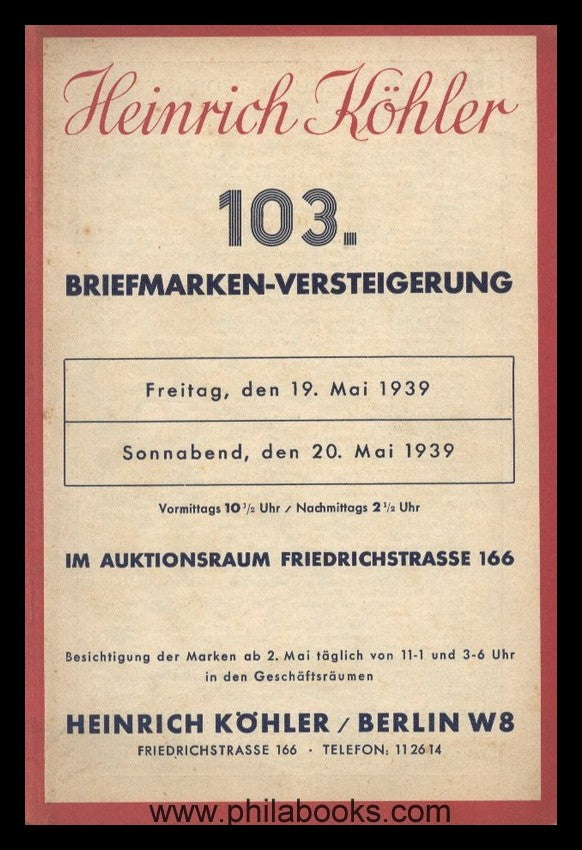 Heinrich Köhler
103.
BRIEFMARKEN-VERSTEIGERUNG
Freitag, den 19. Mai 1939
Sonnabend, den 20. Mai 1939
Vormittags 10 1/2 Uhr / Nachmittags 2 1/2 Uhr
IM AUKTIONSRAUM FRIEDRICHSTRASSE 166
Besichtigung der Marken ab 2. Mai täglich von 11-1 und 3-6 Uhr
in den Geschäftsräumen
HEINRICH KÖHLER / BERLIN W8
FRIEDRICHSTRASSE 166 · TELEFON: 11 26 14
www.philabooks.com